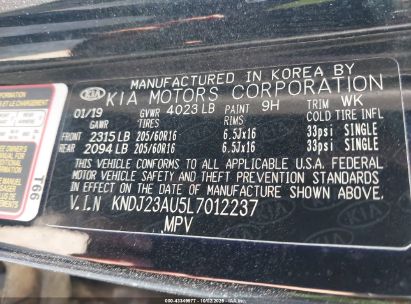 MANUFACTURED IN KOREA BY
KIA KIA MOTORS CORPORATION
01/19 GVWR 4023 LB PAINT 9H TRIM WK
GAWR TIRES RIMS COLD TIRE INFL
FRONT 2315 LB 205/60R16 6.5Jx16 33psi SINGLE
REAR 2094 LB 205/60R16 6.5Jx16 33psi SINGLE
THIS VEHICLE CONFORMS TO ALL APPLICABLE U.S.A. FEDERAL
MOTOR VEHICLE SAFETY AND THEFT PREVENTION STANDARDS
IN EFFECT ON THE DATE OF MANUFACTURE SHOWN ABOVE.
V.I.N KNDJ23AU5L7012237
MPV
T99